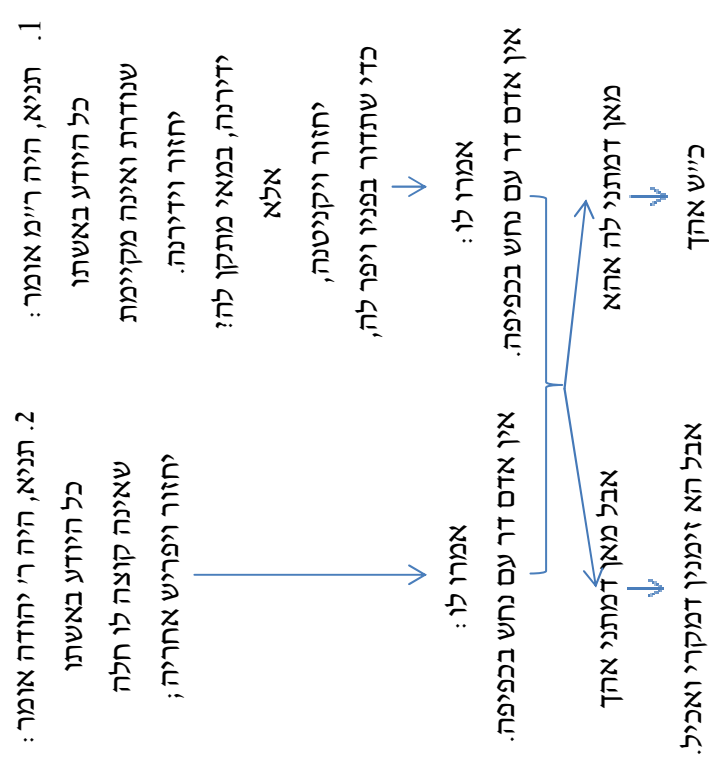 1. תניא, היה ר״מ אומר:
כל היודע באשתו
שנודרת ואינה מקיימת
יחזור וידירנה.
ידירנה, במאי מתקן לה?
אלא
יחזור ויקניטנה,
כדי שתדור בפניו ויפר לה,
אמרו לו:
אין אדם דר עם נחש בכפיפה.
2. תניא, היה ר׳ יהודה אומר:
כל היודע באשתו
שאינה קוצה לו חלה
יחזור ויפריש אחריה;
אמרו לו:
אין אדם דר עם נחש בכפיפה.
מאן דמתני לה אהא
כ״ש אהך
אבל מאן דמתני אהך
אבל הא זימנין דמקרי ואכיל.